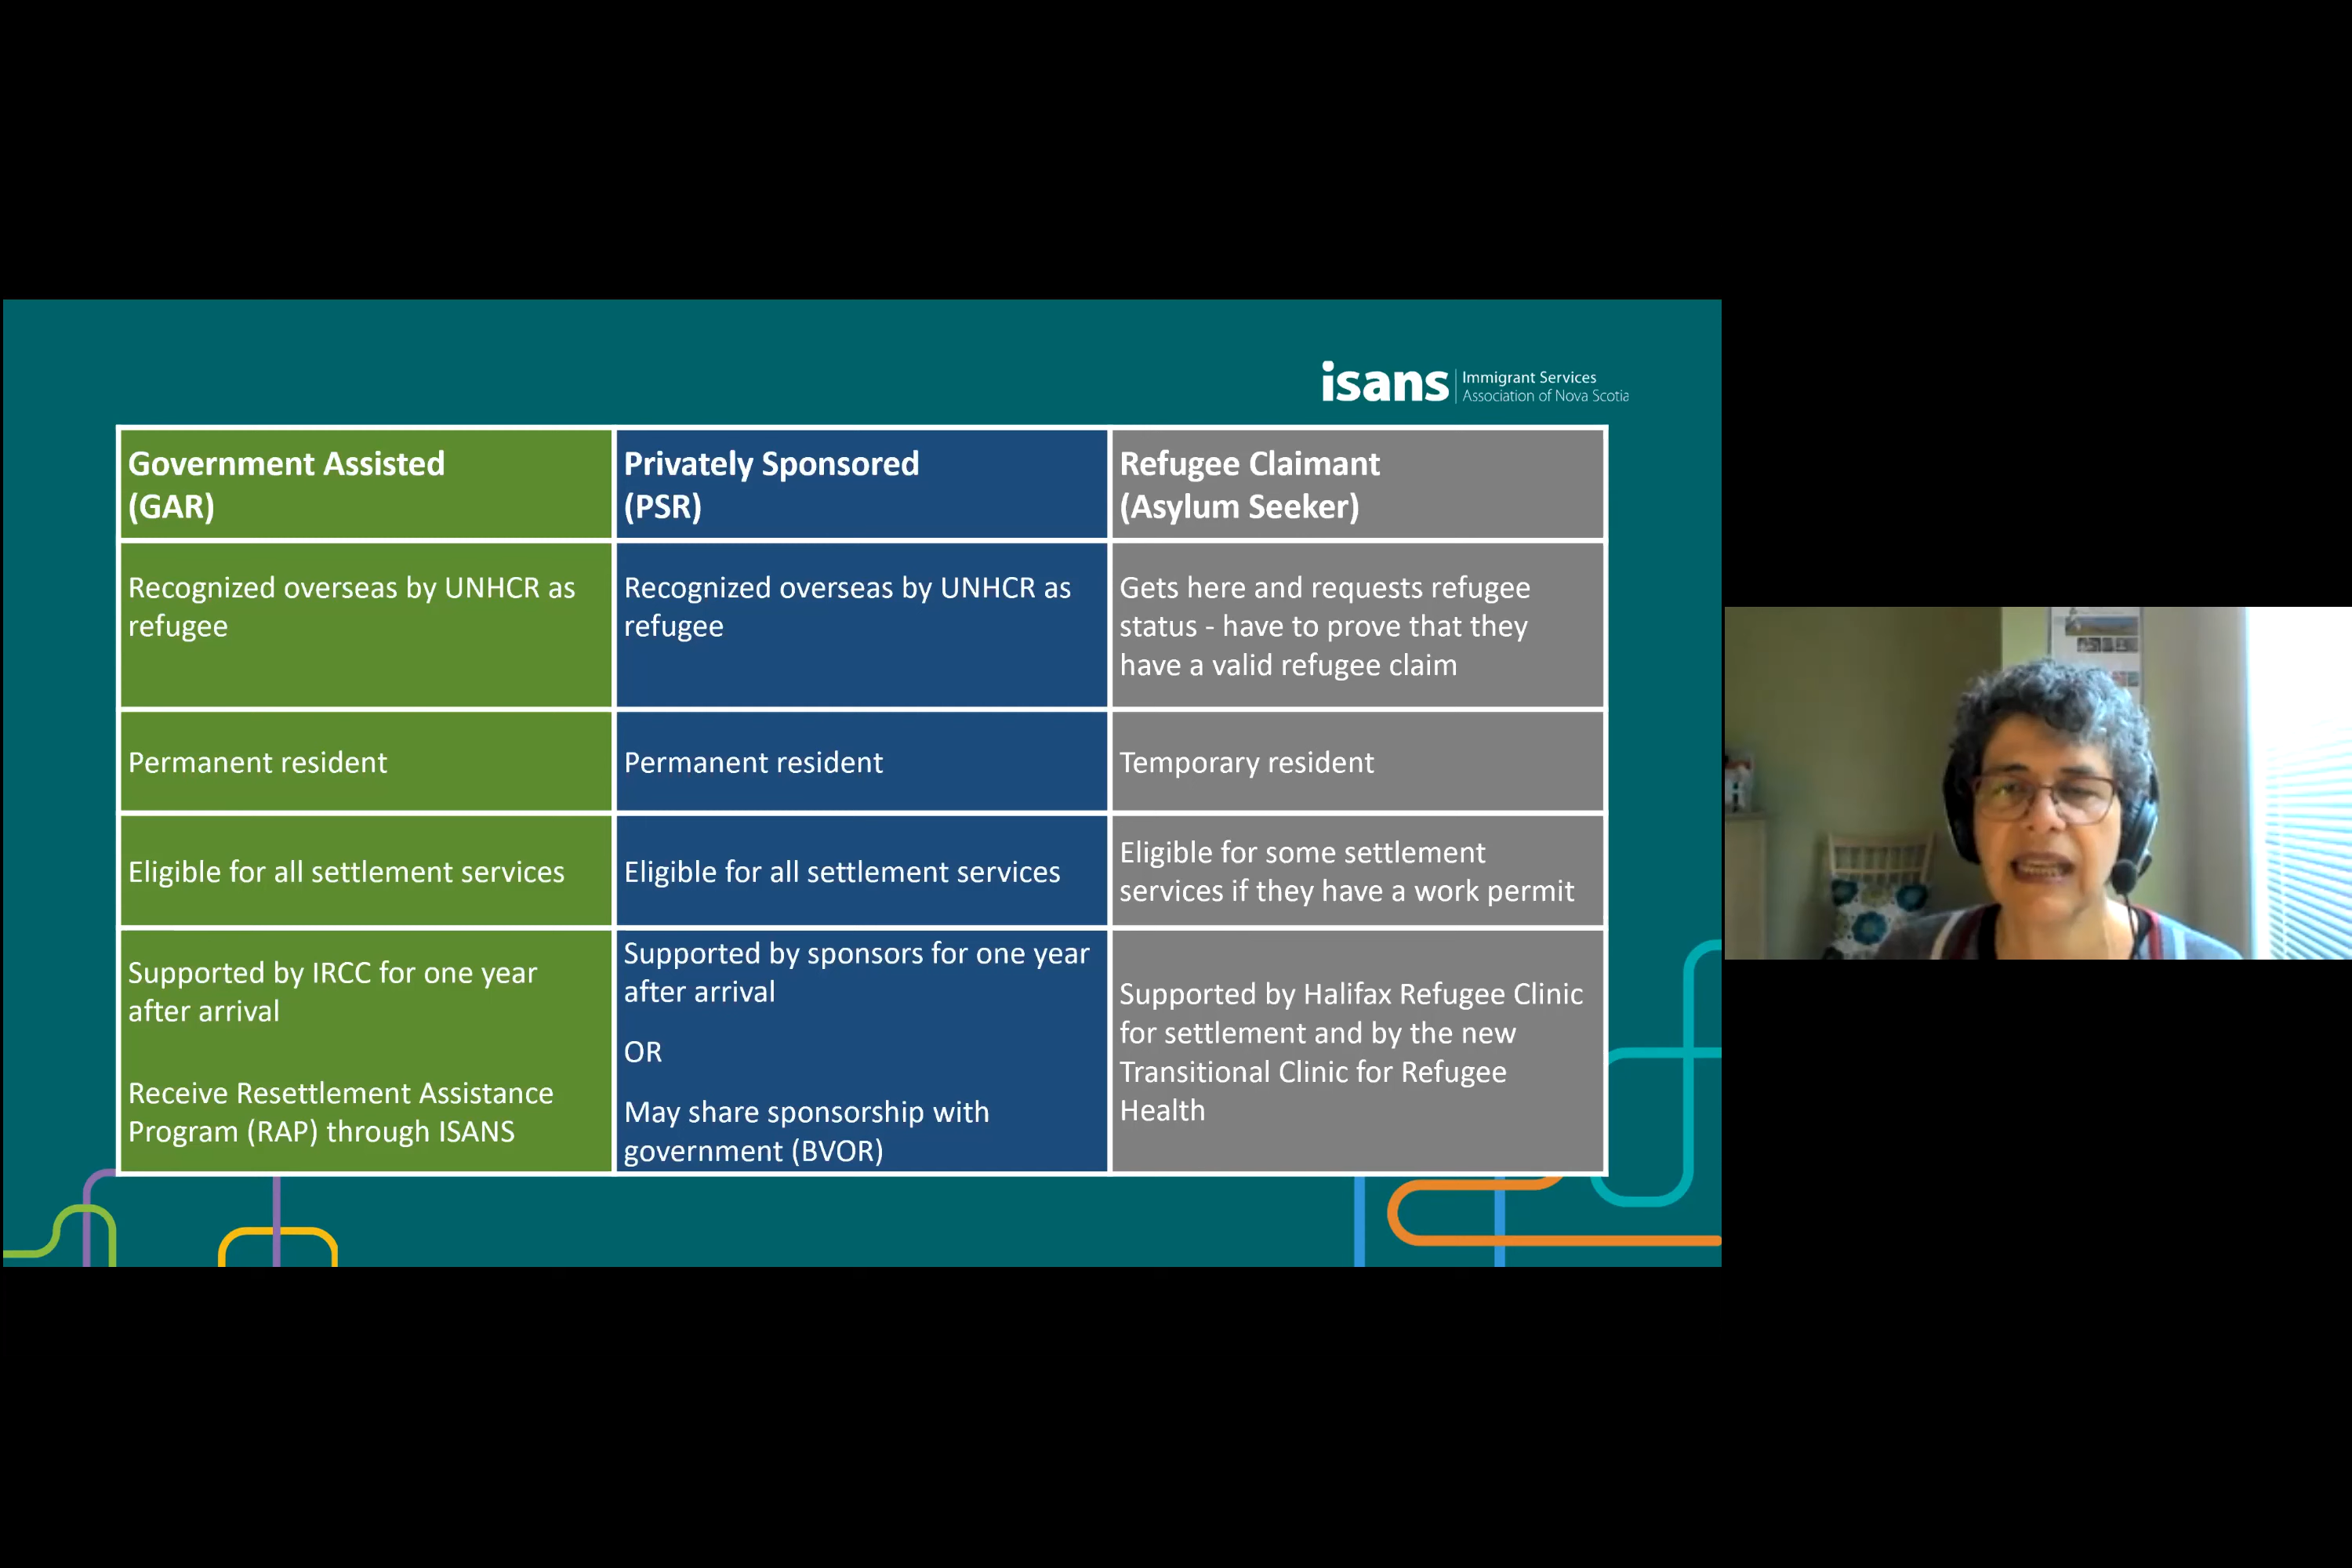 isans
Immigrant Services
Association of Nova Scotia
Government Assisted
(GAR)
Privately Sponsored
(PSR)
Refugee Claimant
(Asylum Seeker)
Recognized overseas by UNHCR as
refugee
Recognized overseas by UNHCR as
refugee
Gets here and requests refugee
status - have to prove that they
have a valid refugee claim
Permanent resident
Permanent resident
Temporary resident
Eligible for all settlement services
Eligible for all settlement services
Eligible for some settlement
services if they have a work permit
Supported by IRCC for one year
after arrival
Receive Resettlement Assistance
Program (RAP) through ISANS
Supported by sponsors for one year
after arrival
OR
May share sponsorship with
government (BVOR)
Supported by Halifax Refugee Clinic
for settlement and by the new
Transitional Clinic for Refugee
Health